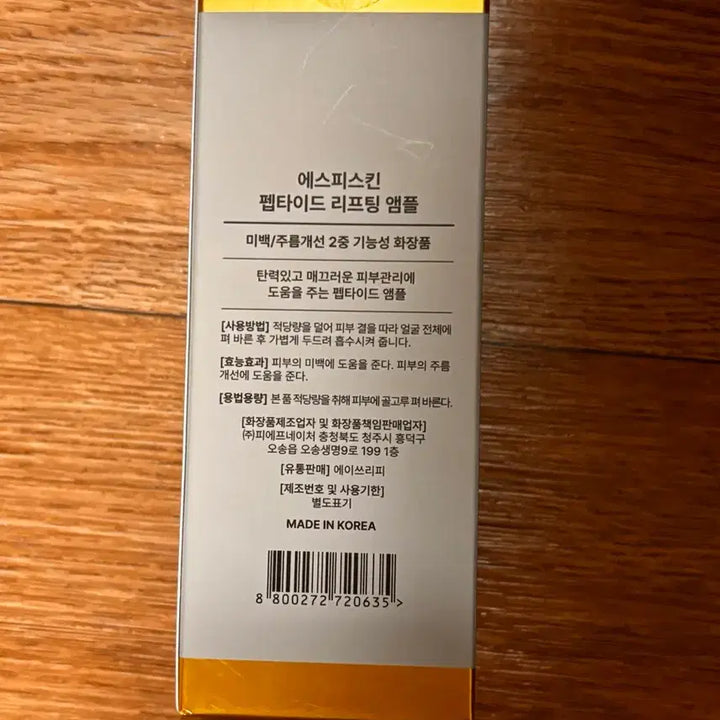 에스피스킨
펩타이드 리프팅 앰플
미백/주름개선 2중 기능성 화장품
탄력있고 매끄러운 피부관리에
도움을 주는 펩타이드 앰플
[사용방법] 적당량을 덜어 피부 결을 따라 얼굴 전체에
펴 바른 후 가볍게 두드려 흡수시켜 줍니다.
[효능효과] 피부의 미백에 도움을 준다. 피부의 주름
개선에 도움을 준다.
[용법용량] 본 품 적당량을 취해 피부에 골고루 펴 바른다.
[화장품제조업자 및 화장품책임판매업자]
㈜피에프네이처 충청북도 청주시 흥덕구
오송읍 오송생명9로 199 1층
[유통판매] 에이쓰리피
[제조번호 및 사용기한]
별도표기
MADE IN KOREA
8 800272 720635 >